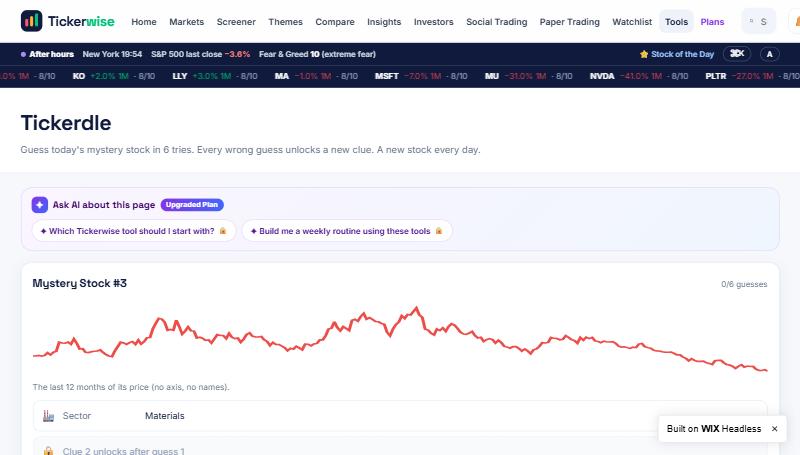 Tickerwise Home Markets Screener Themes Compare Insights Investors Social Trading Paper Trading Watchlist Tools Plans S
After hours New York 19:54 S&P 500 last close −3.6% Fear & Greed 10 (extreme fear) Stock of the Day ⌘K A
.0% 1M - 8/10 KO +2.0% 1M - 8/10 LLY +3.0% 1M - 8/10 MA −1.0% 1M - 8/10 MSFT −7.0% 1M - 8/10 MU −31.0% 1M - 8/10 NVDA −41.0% 1M - 8/10 PLTR −27.0% 1M - 8/10
Tickerdle
Guess today's mystery stock in 6 tries. Every wrong guess unlocks a new clue. A new stock every day.
Ask AI about this page Upgraded Plan
Which Tickerwise tool should I start with? Build me a weekly routine using these tools
Mystery Stock #3 0/6 guesses
The last 12 months of its price (no axis, no names).
Sector Materials
Built on WIX Headless ×
Clue 2 unlocks after guess 1